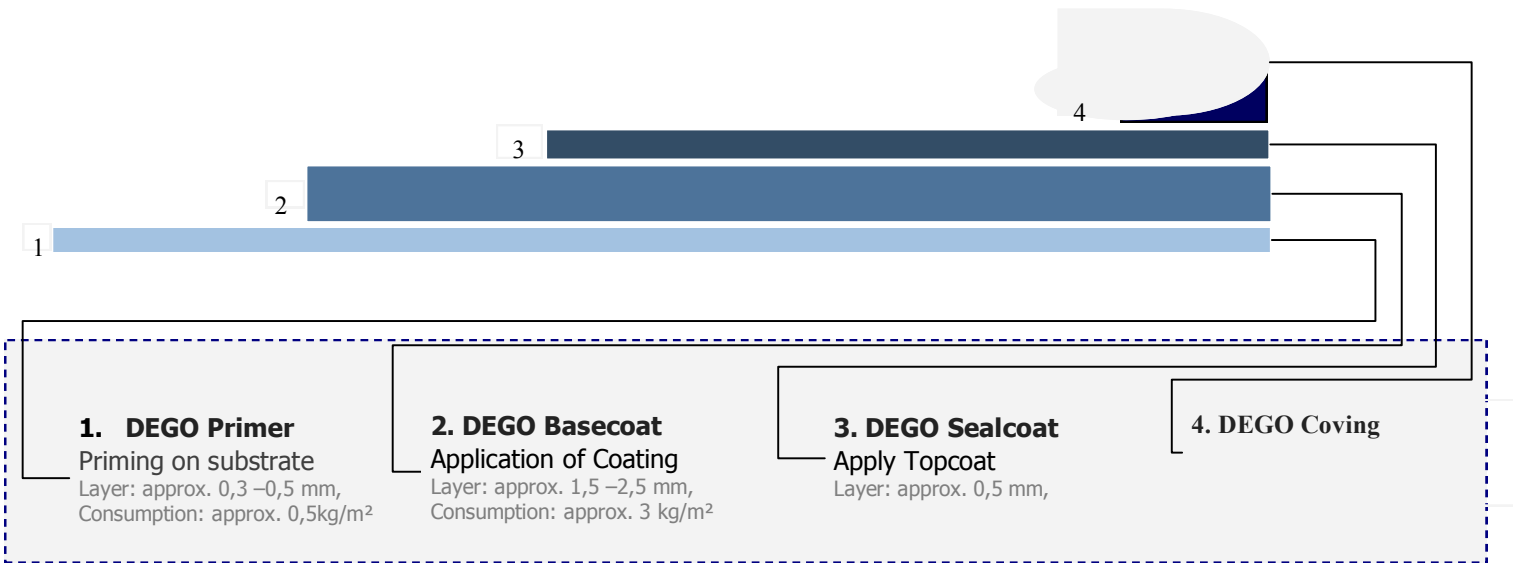 4
3
2
1
1. DEGO Primer
Priming on substrate
Layer: approx. 0,3 –0,5 mm,
Consumption: approx. 0,5kg/m²
2. DEGO Basecoat
Application of Coating
Layer: approx. 1,5 –2,5 mm,
Consumption: approx. 3 kg/m²
3. DEGO Sealcoat
Apply Topcoat
Layer: approx. 0,5 mm,
4. DEGO Coving